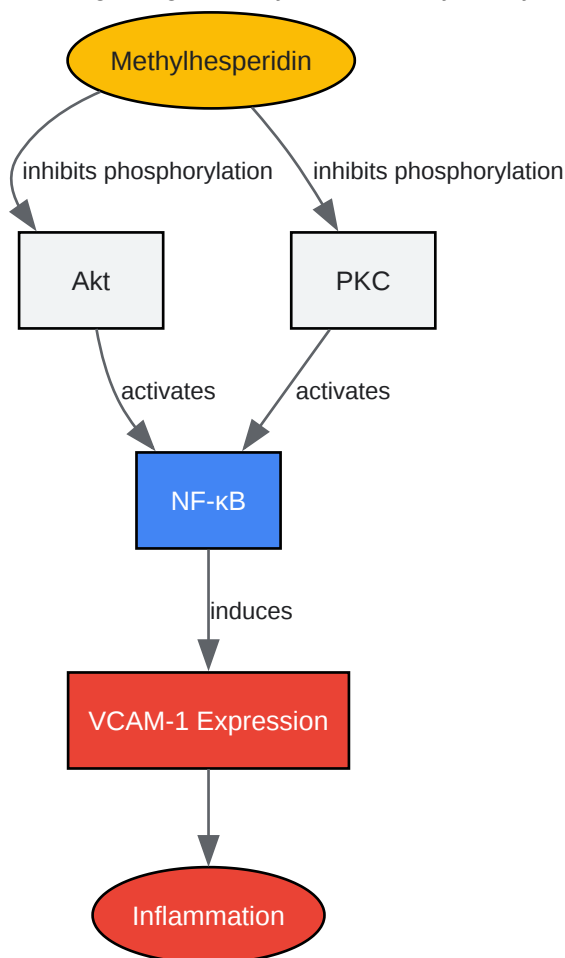 Methylhesperidin
inhibits phosphorylation
inhibits phosphorylation
Akt
PKC
activates
activates
NF-κB
induces
VCAM-1 Expression
Inflammation